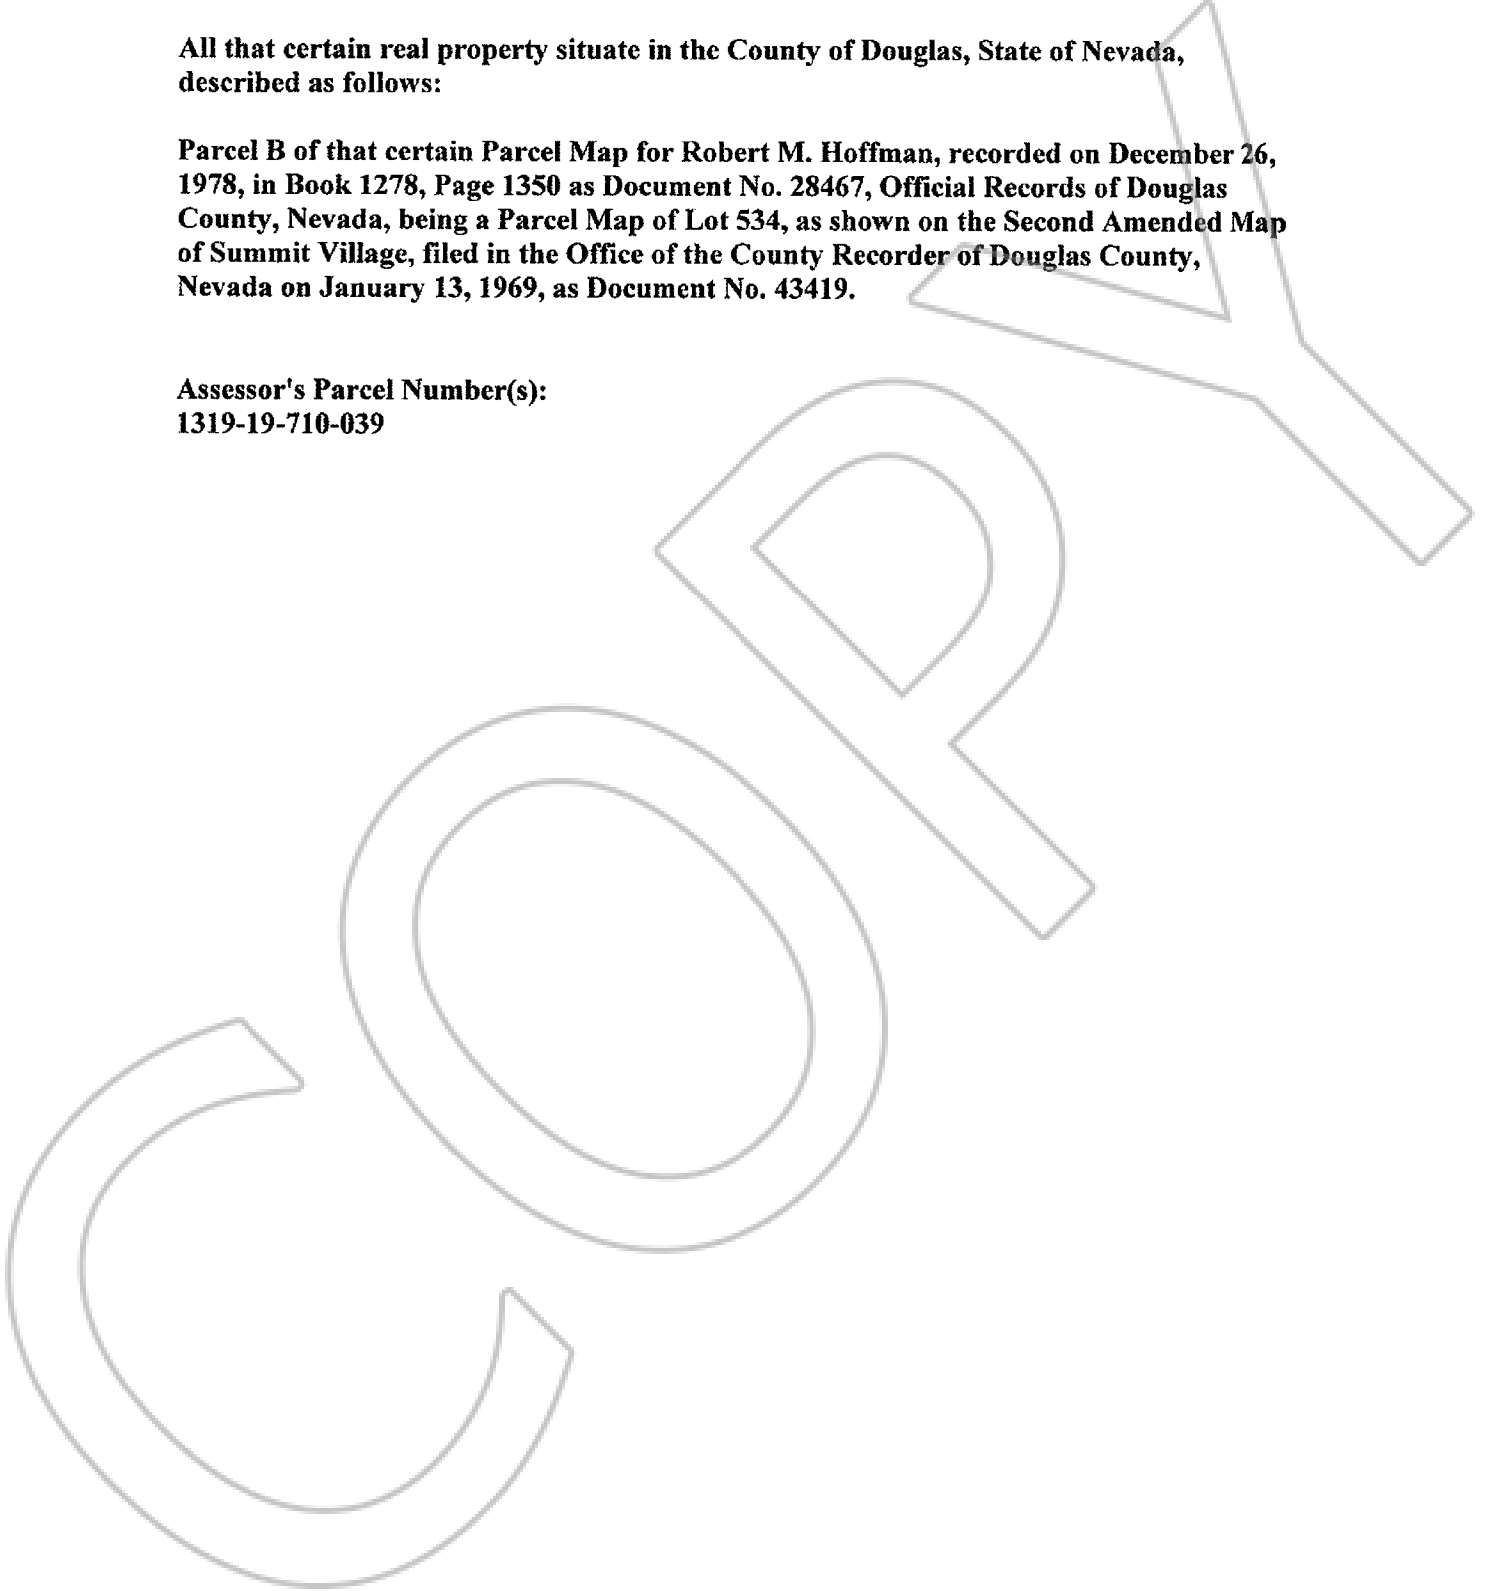 All that certain real property situate in the County of Douglas, State of Nevada,
described as follows:
Parcel B of that certain Parcel Map for Robert M. Hoffman, recorded on December 26,
1978, in Book 1278, Page 1350 as Document No. 28467, Official Records of Douglas
County, Nevada, being a Parcel Map of Lot 534, as shown on the Second Amended Map
of Summit Village, filed in the Office of the County Recorder of Douglas County,
Nevada on January 13, 1969, as Document No. 43419.
Assessor's Parcel Number(s):
1319-19-710-039
COPY